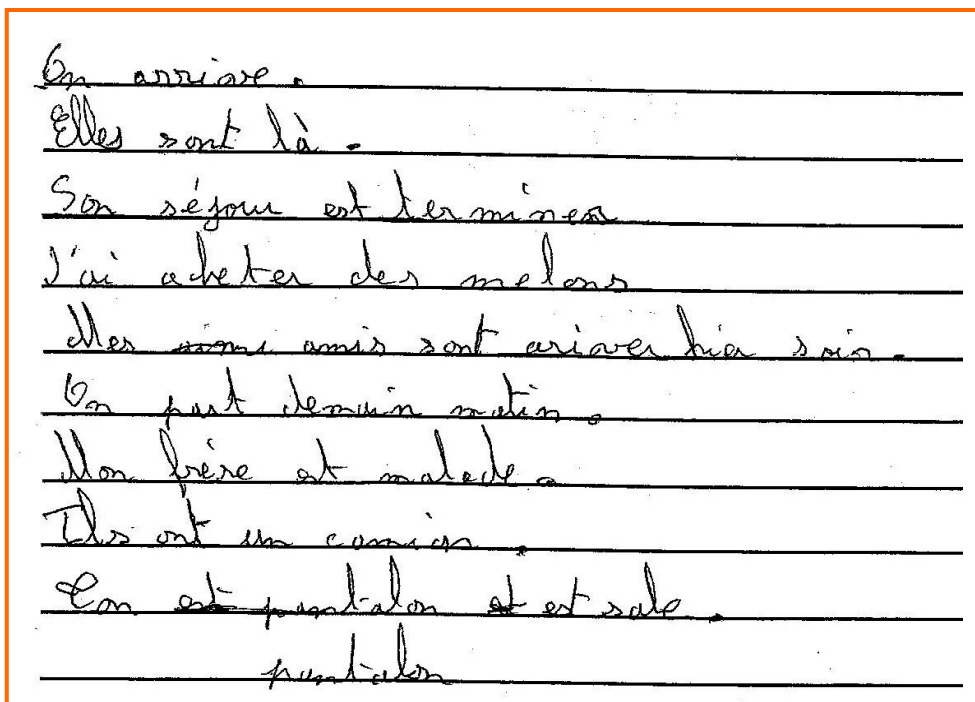 On arrive.
Elles sont là.
Son séjour est terminer
J'ai acheter des melons
Mes amis sont ariver hier soir.
On part demain matin.
Mon frère est malade.
Ils ont un camion.
Ton pantalon est sale.
pantalon